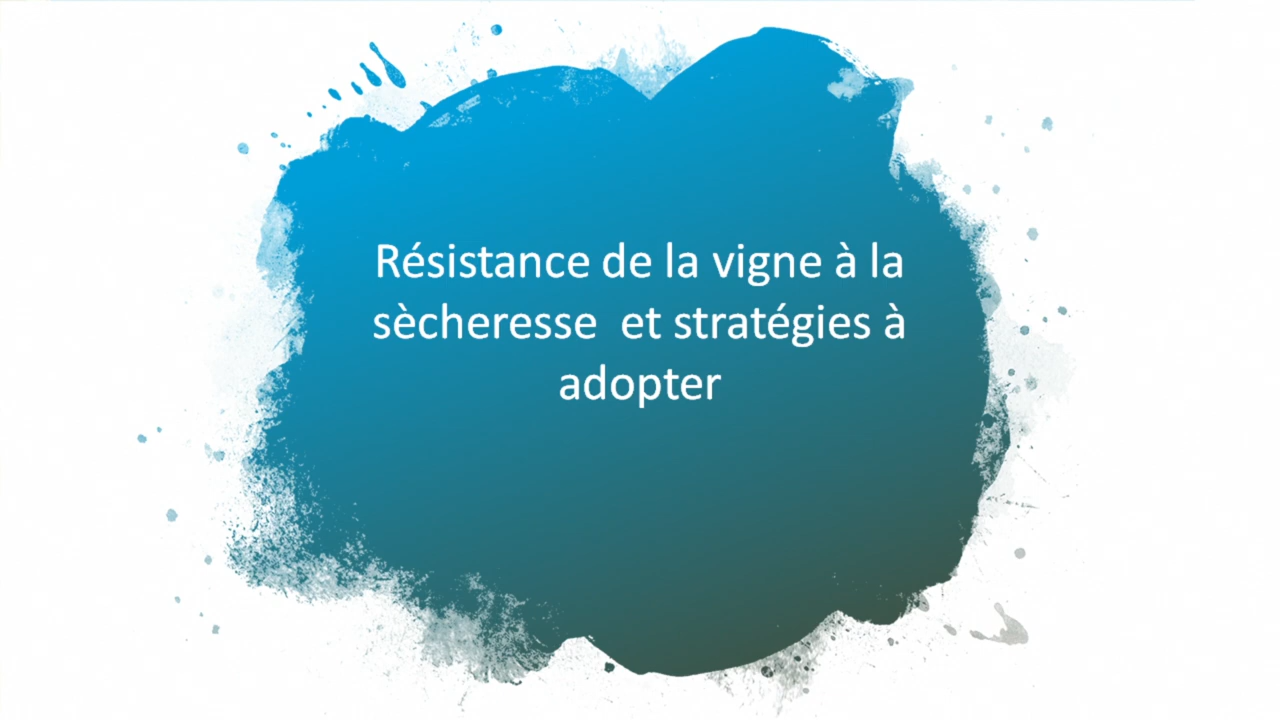 Résistance de la vigne à la
sècheresse  et stratégies à
adopter